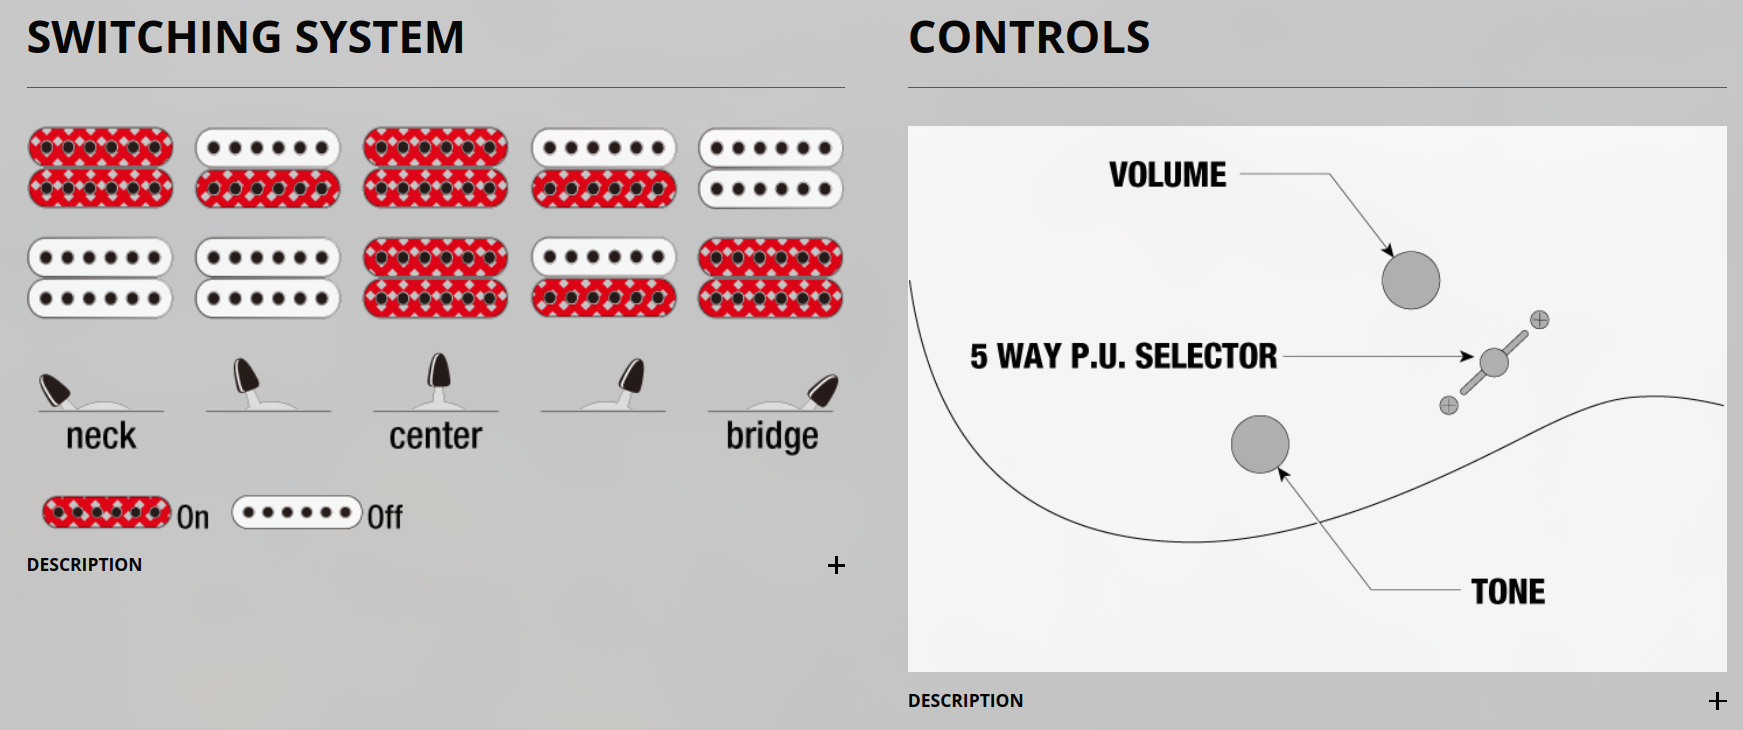 SWITCHING SYSTEM
neck
center
bridge
On
Off
DESCRIPTION
+
CONTROLS
VOLUME
5 WAY P.U. SELECTOR
TONE
DESCRIPTION
+